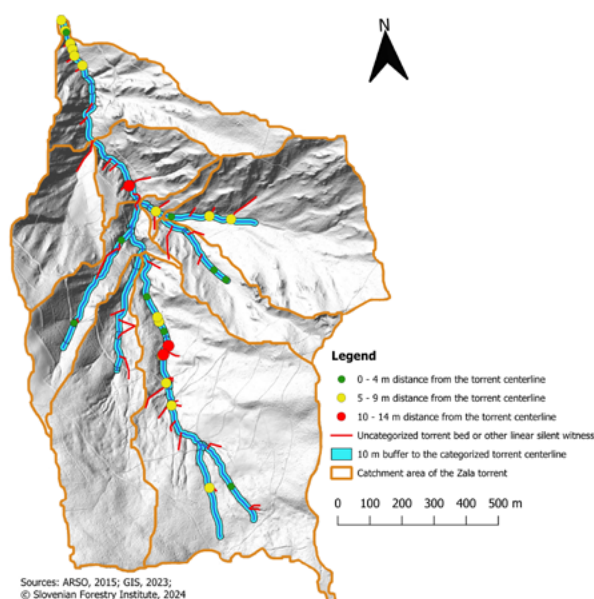 N
Legend
0 - 4 m distance from the torrent centerline
5 - 9 m distance from the torrent centerline
10 - 14 m distance from the torrent centerline
Uncategorized torrent bed or other linear silent witness
10 m buffer to the categorized torrent centerline
Catchment area of the Zala torrent
0 100 200 300 400 500 m
Sources: ARSO, 2015; GIS, 2023;
© Slovenian Forestry Institute, 2024